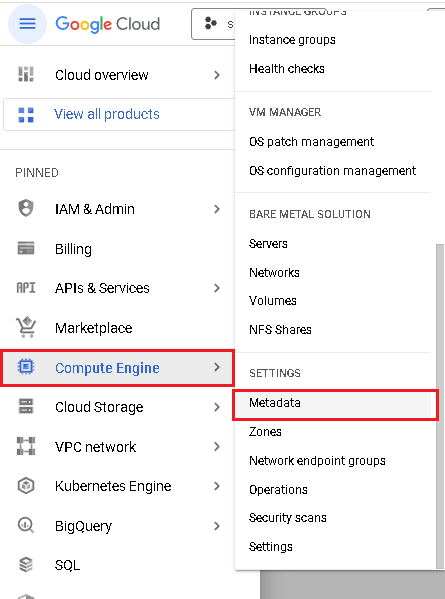 Google Cloud
s
Cloud overview
View all products
PINNED
IAM & Admin
Billing
API
APIs & Services
Marketplace
Compute Engine
Cloud Storage
VPC network
Kubernetes Engine
BigQuery
SQL
INSTANCE GROUPS
Instance groups
Health checks
VM MANAGER
OS patch management
OS configuration management
BARE METAL SOLUTION
Servers
Networks
Volumes
NFS Shares
SETTINGS
Metadata
Zones
Network endpoint groups
Operations
Security scans
Settings